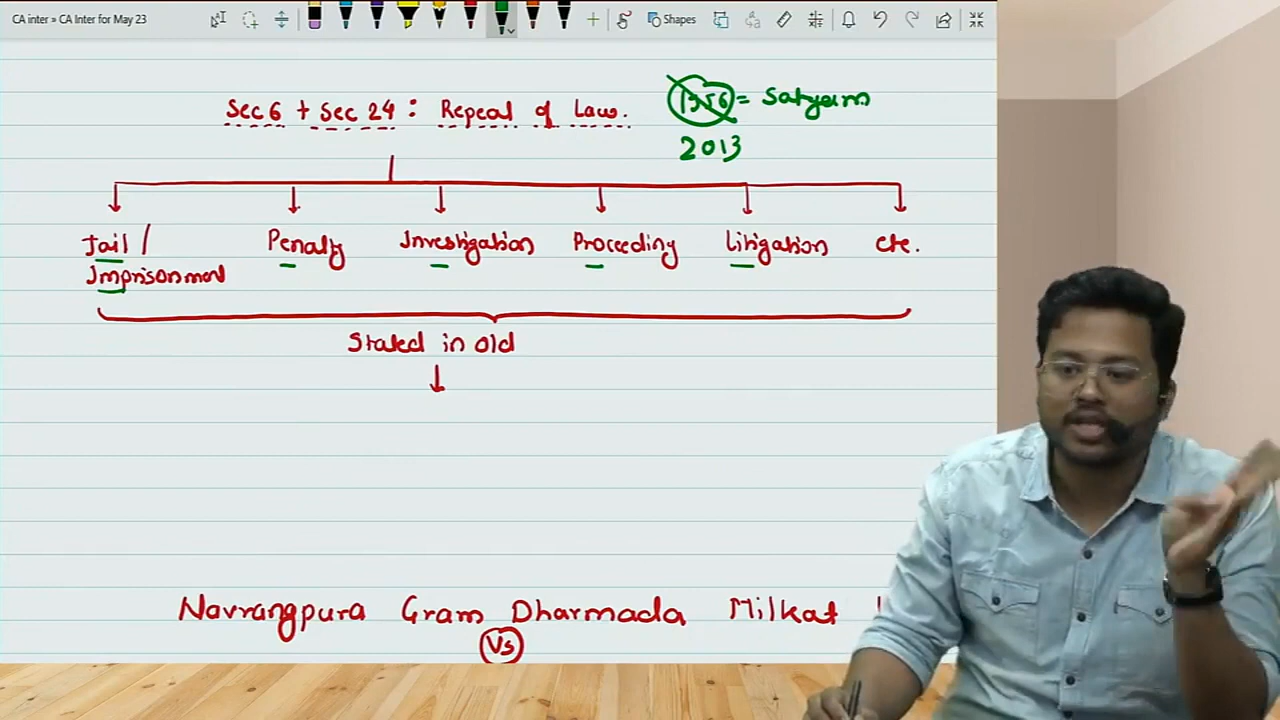 CA inter » CA Inter for May 23
Shapes
Sec 6 + Sec 24 : Repeal of Law.
1956 = Satyam
2013
Jail / Imprisonment
Penalty
Investigation
Proceeding
Litigation
etc.
Stated in old
Navrangpura Gram Dharmada Milkat
Vs